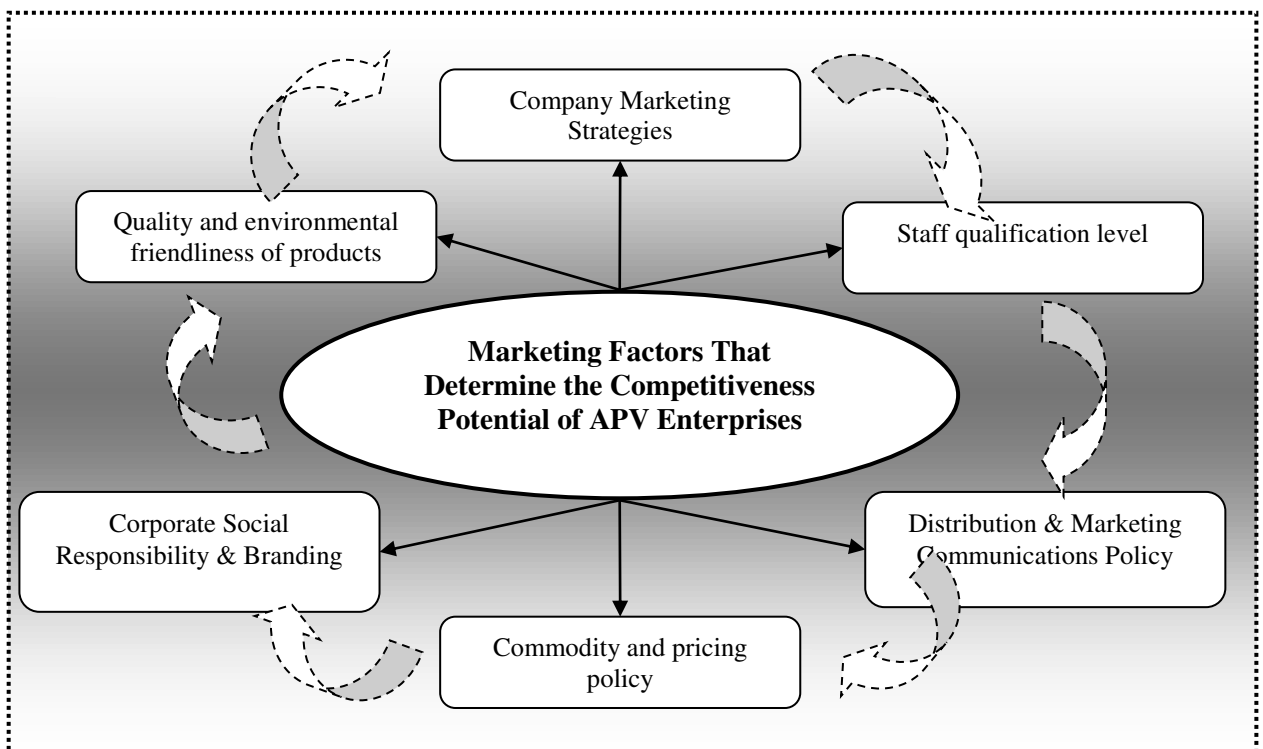 Company Marketing
Strategies
Quality and environmental
friendliness of products
Staff qualification level
Marketing Factors That
Determine the Competitiveness
Potential of APV Enterprises
Corporate Social
Responsibility & Branding
Distribution & Marketing
Communications Policy
Commodity and pricing
policy